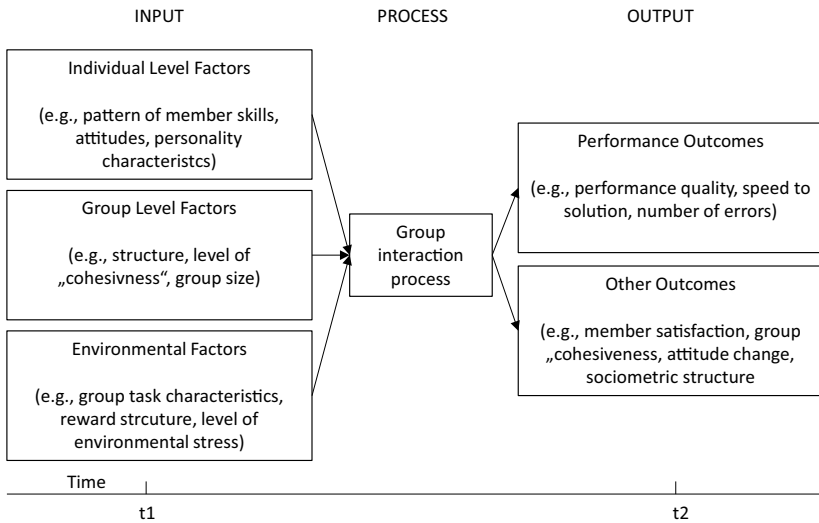 INPUT
PROCESS
OUTPUT
Individual Level Factors
(e.g., pattern of member skills,
attitudes, personality
characteristcs)
Group Level Factors
(e.g., structure, level of
„cohesivness“, group size)
Environmental Factors
(e.g., group task characteristics,
reward strcuture, level of
environmental stress)
Group
interaction
process
Performance Outcomes
(e.g., performance quality, speed to
solution, number of errors)
Other Outcomes
(e.g., member satisfaction, group
„cohesiveness, attitude change,
sociometric structure
Time
t1
t2